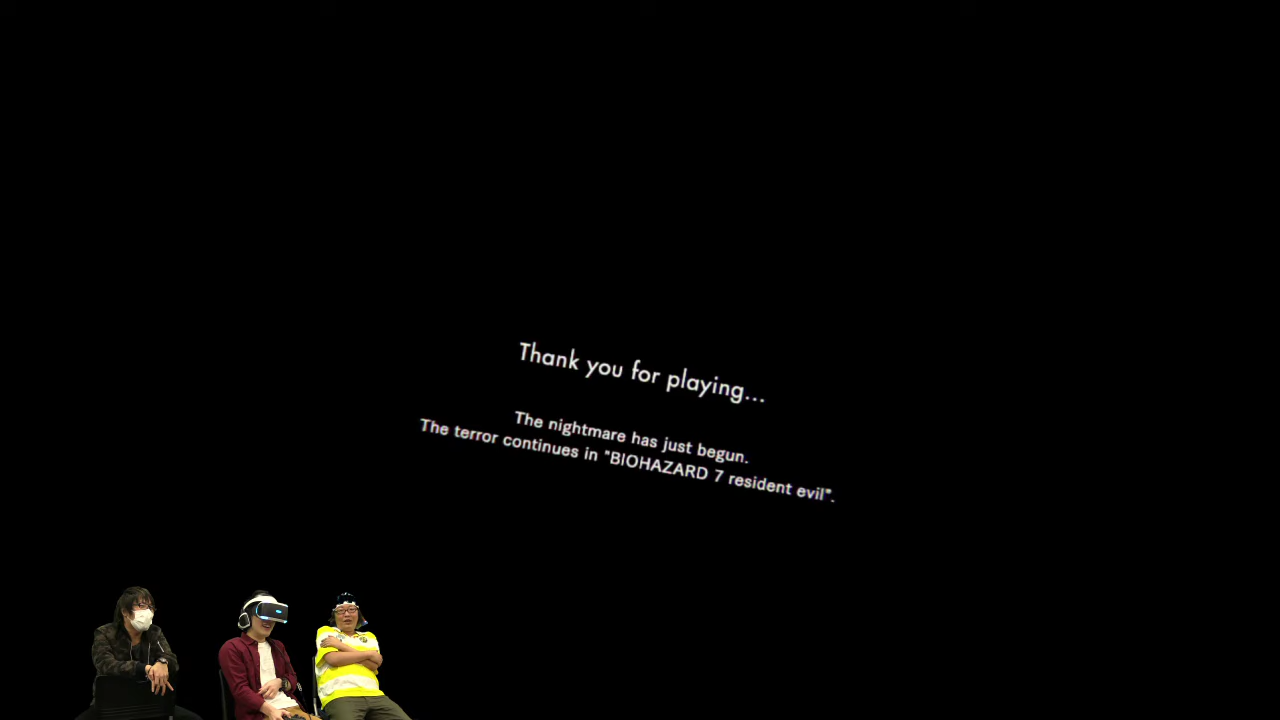 Thank you for playing...
The nightmare has just begun.
The terror continues in "BIOHAZARD 7 resident evil".